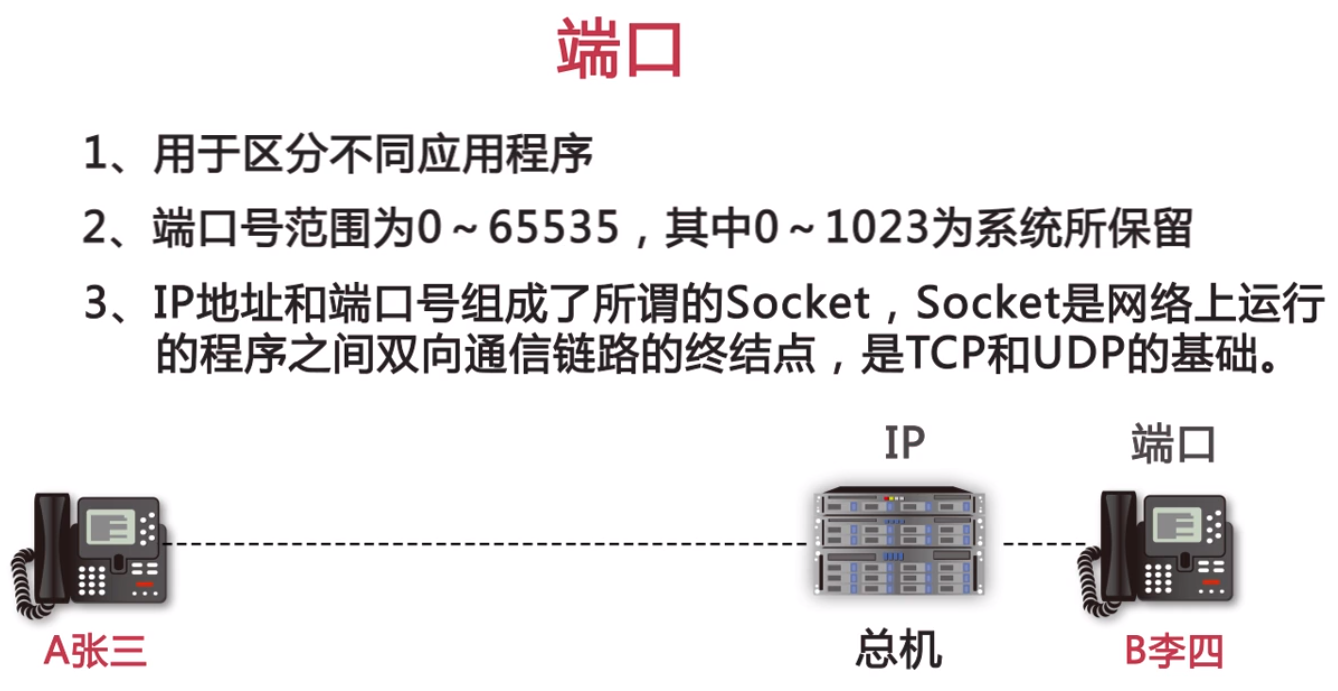 端口
1、用于区分不同应用程序
2、端口号范围为0～65535，其中0～1023为系统所保留
3、IP地址和端口号组成了所谓的Socket，Socket是网络上运行
的程序之间双向通信链路的终结点，是TCP和UDP的基础。
IP 端口
A张三 总机 B李四